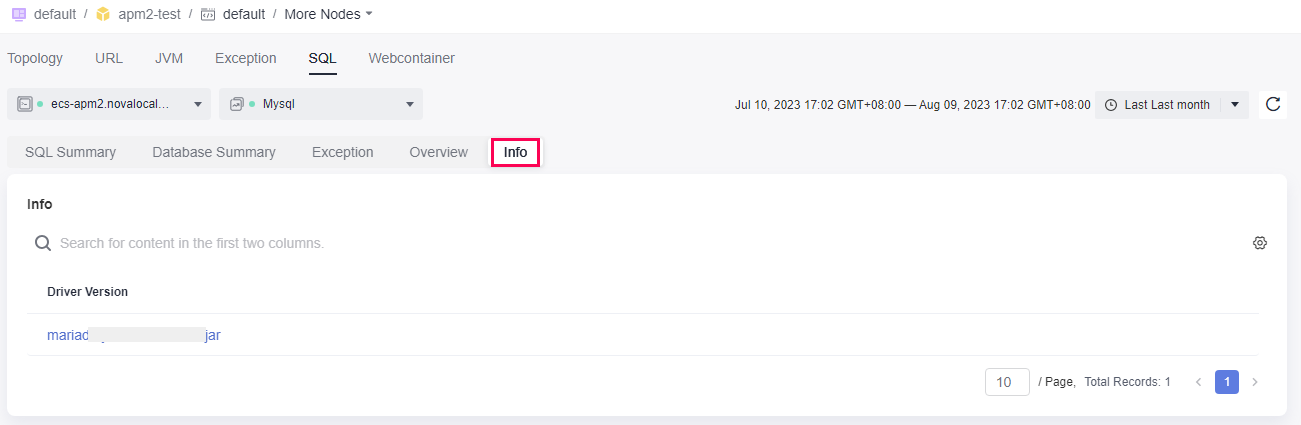 default / apm2-test / default / More Nodes
Topology URL JVM Exception SQL Webcontainer
ecs-apm2.novalocal... Mysql Jul 10, 2023 17:02 GMT+08:00 — Aug 09, 2023 17:02 GMT+08:00 Last Last month
SQL Summary Database Summary Exception Overview Info
Info
Search for content in the first two columns.
Driver Version
jar
10 / Page, Total Records: 1 1